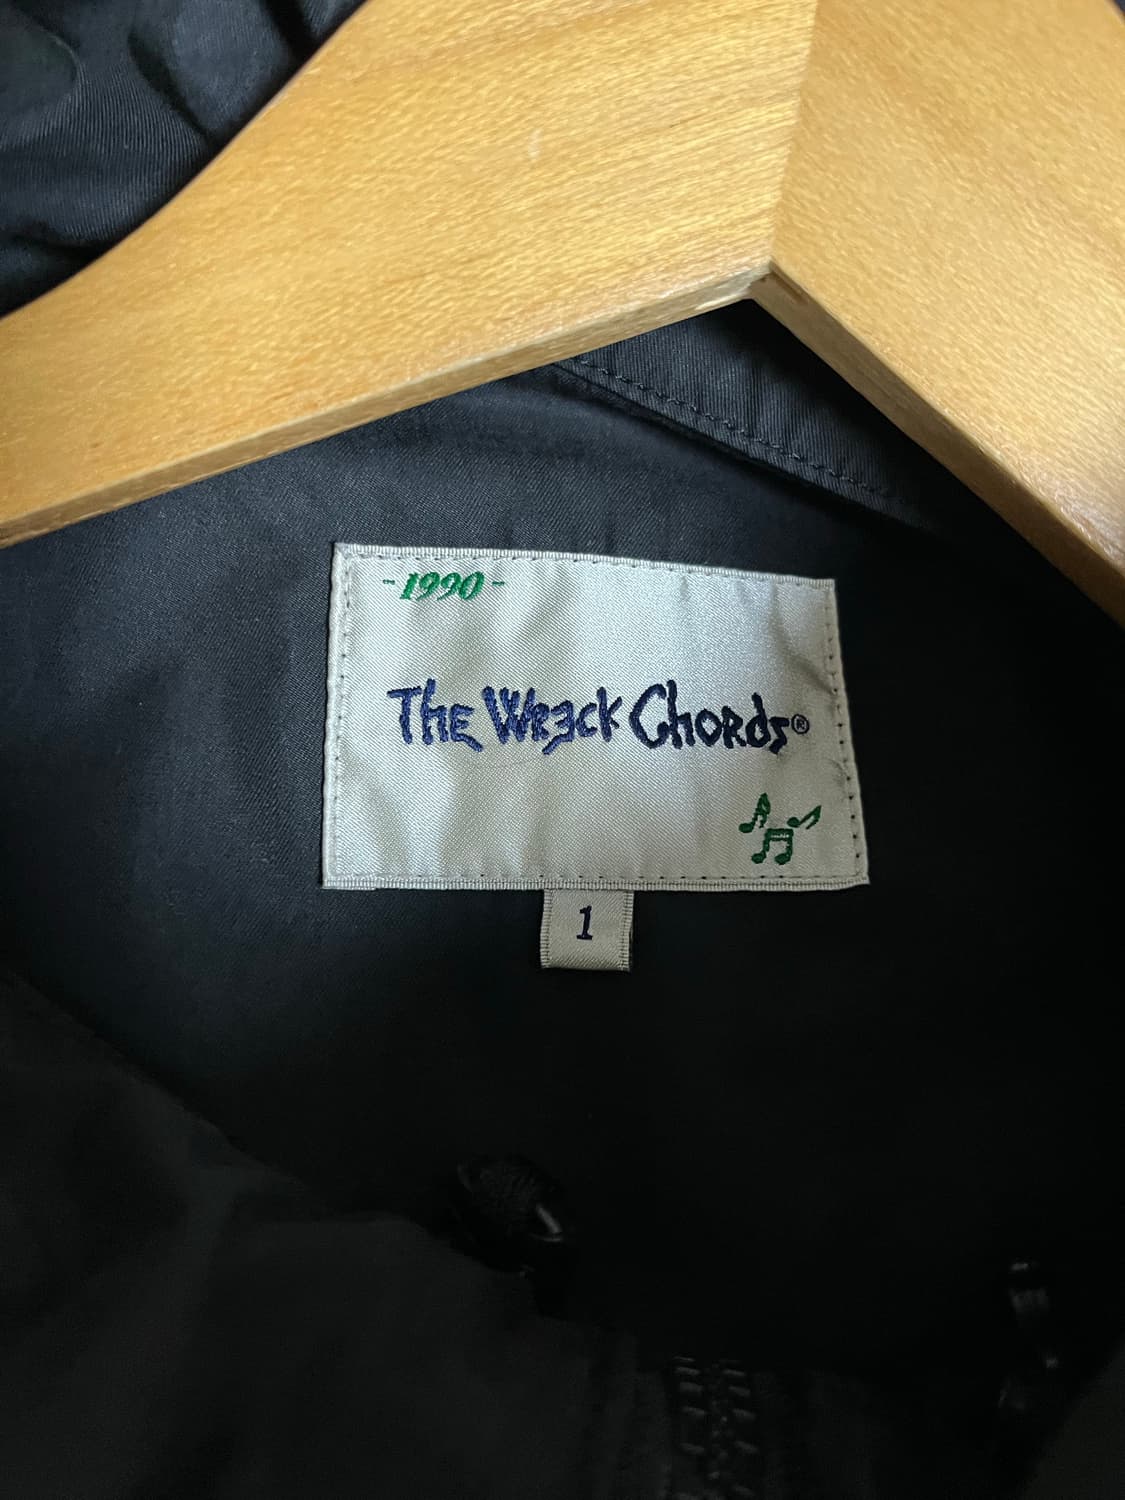 - 1990 -
The Wreck Chords®
1